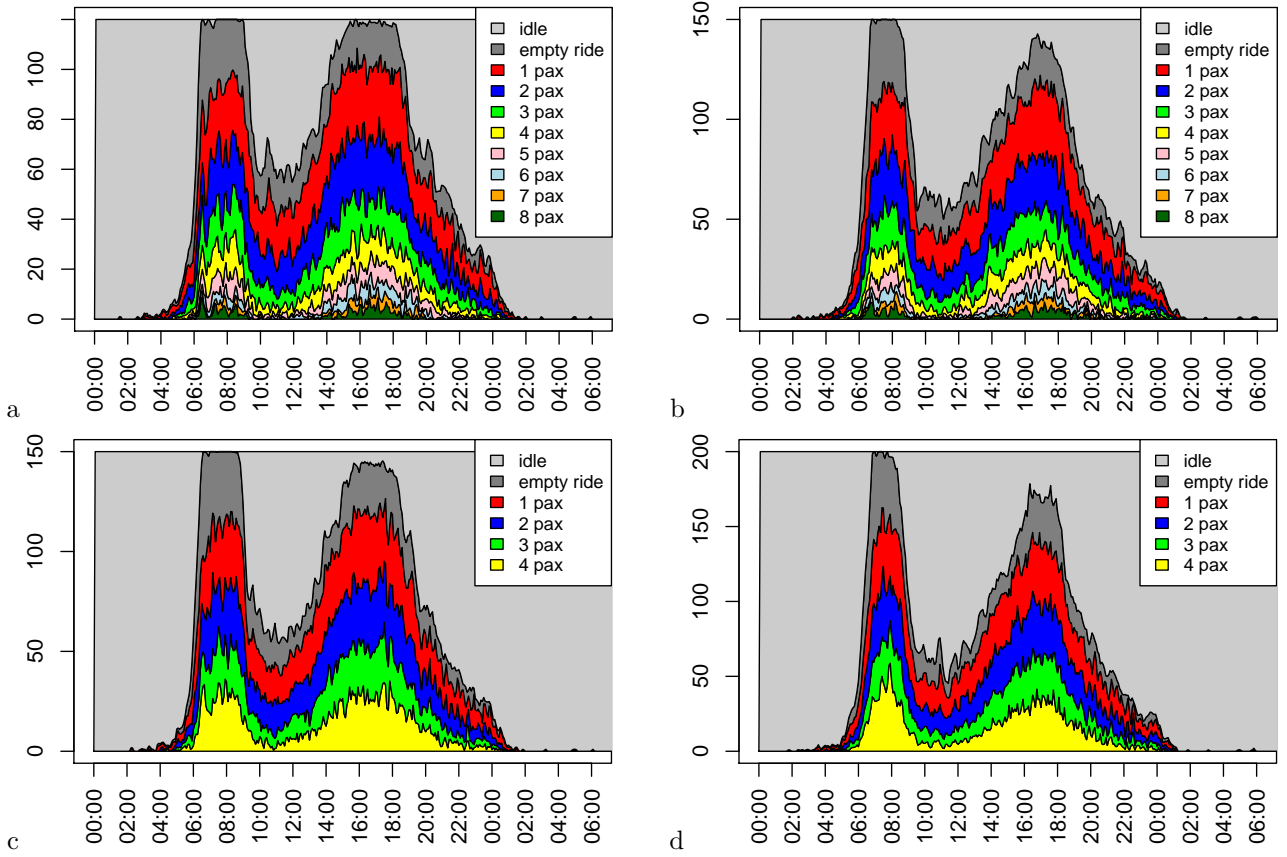 0 20 40 60 80 100
00:00 02:00 04:00 06:00 08:00 10:00 12:00 14:00 16:00 18:00 20:00 22:00 00:00 02:00 04:00 06:00
idle
empty ride
1 pax
2 pax
3 pax
4 pax
5 pax
6 pax
7 pax
8 pax
a
0 50 100 150
00:00 02:00 04:00 06:00 08:00 10:00 12:00 14:00 16:00 18:00 20:00 22:00 00:00 02:00 04:00 06:00
idle
empty ride
1 pax
2 pax
3 pax
4 pax
5 pax
6 pax
7 pax
8 pax
b
0 50 100 150
00:00 02:00 04:00 06:00 08:00 10:00 12:00 14:00 16:00 18:00 20:00 22:00 00:00 02:00 04:00 06:00
idle
empty ride
1 pax
2 pax
3 pax
4 pax
c
0 50 100 150 200
00:00 02:00 04:00 06:00 08:00 10:00 12:00 14:00 16:00 18:00 20:00 22:00 00:00 02:00 04:00 06:00
idle
empty ride
1 pax
2 pax
3 pax
4 pax
d